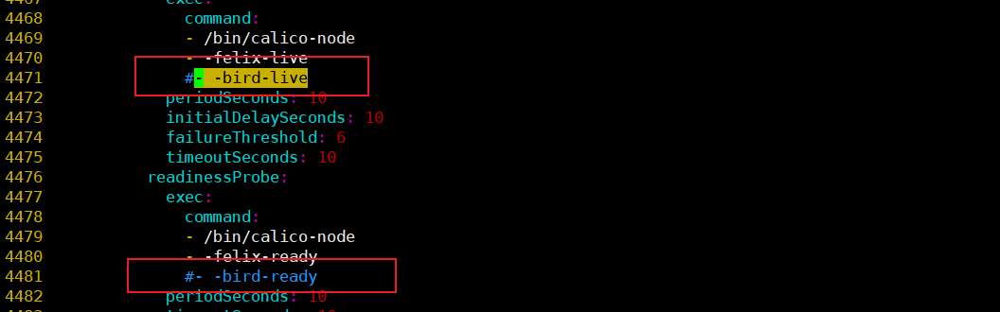 4467 exec:
4468 command:
4469 - /bin/calico-node
4470 - -felix-live
4471 #- -bird-live
4472 periodSeconds: 10
4473 initialDelaySeconds: 10
4474 failureThreshold: 6
4475 timeoutSeconds: 10
4476 readinessProbe:
4477 exec:
4478 command:
4479 - /bin/calico-node
4480 - -felix-ready
4481 #- -bird-ready
4482 periodSeconds: 10